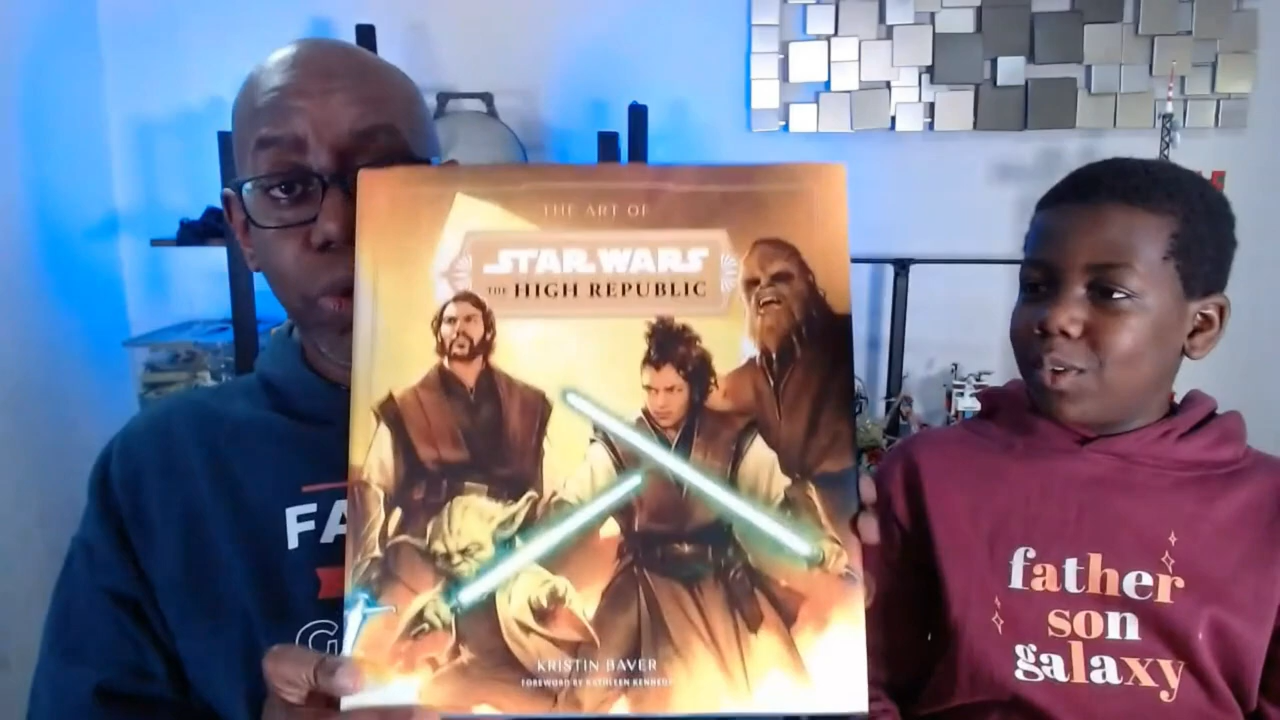 THE ART OF
STAR WARS
THE HIGH REPUBLIC
KRISTIN BAVER
FOREWORD BY KATHLEEN KENNEDY
FA
G
father
son
galaxy